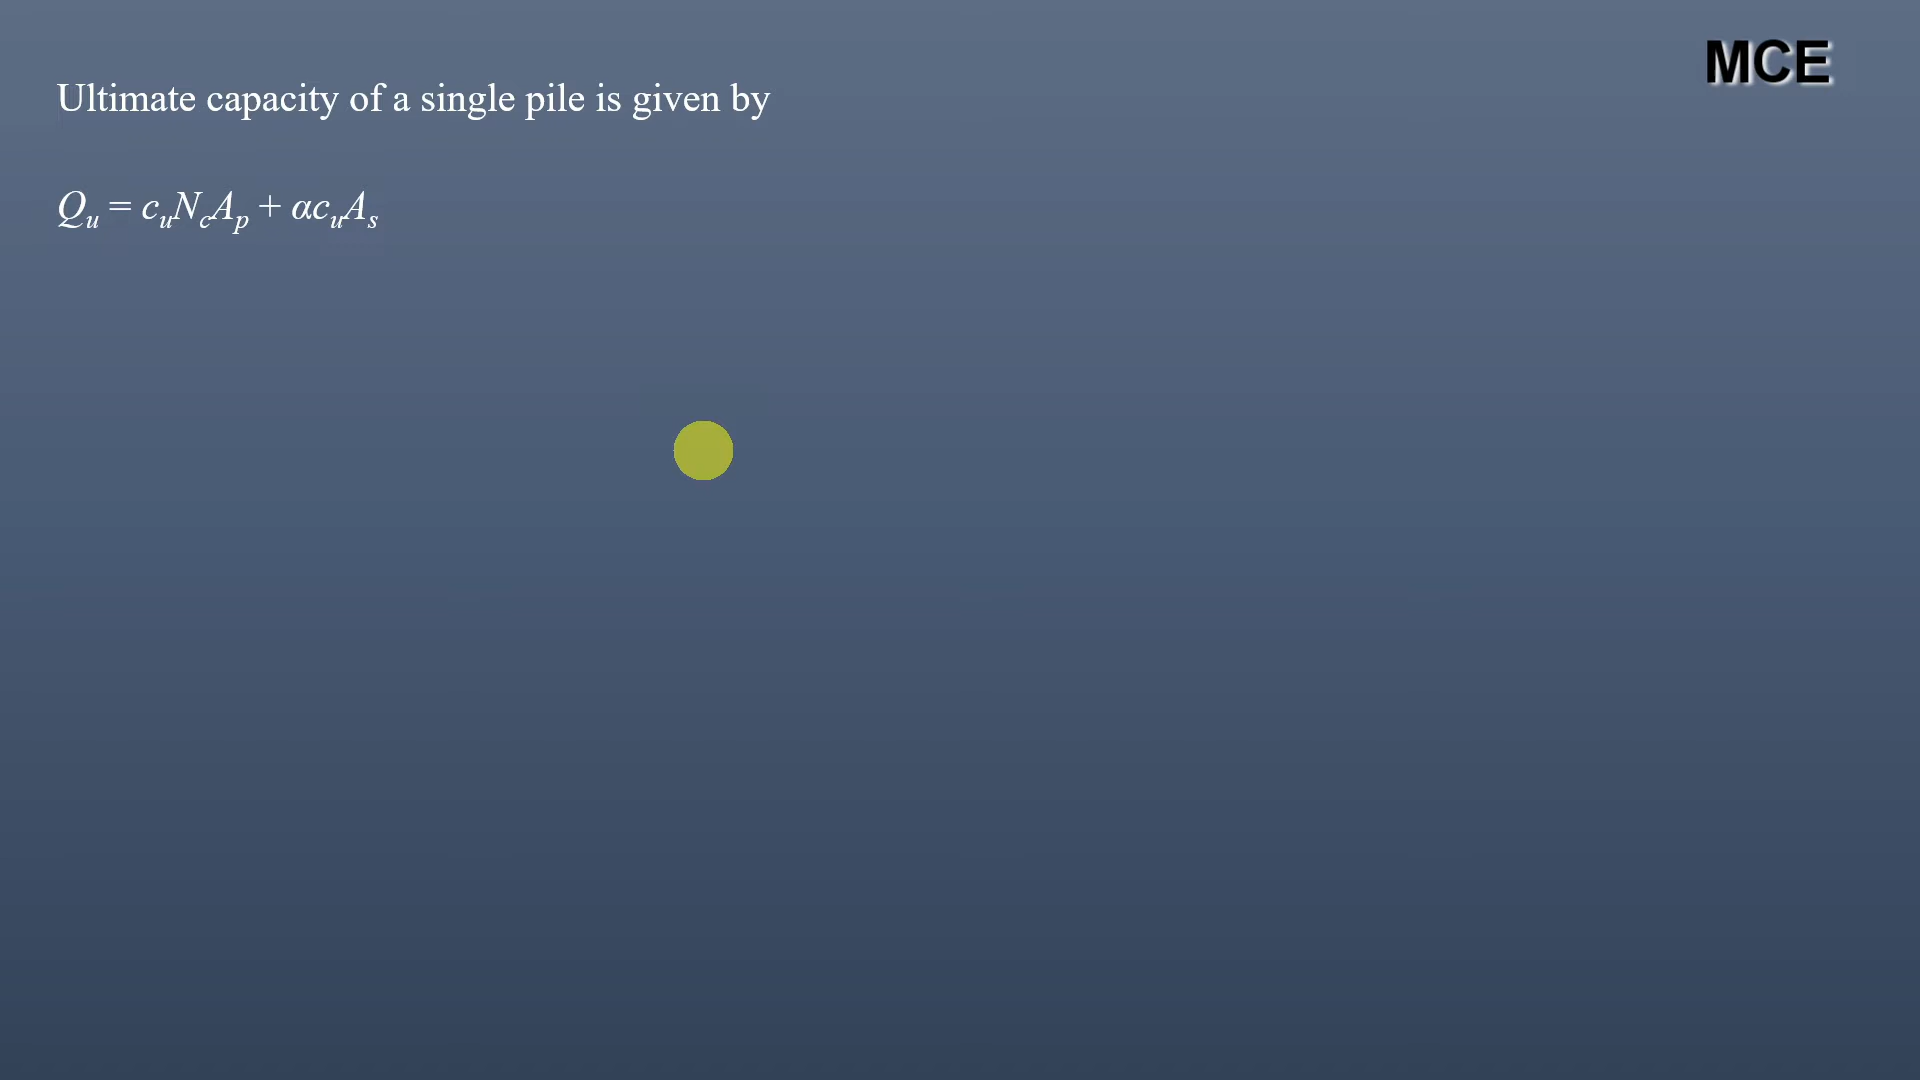 MCE
Ultimate capacity of a single pile is given by
Qu = cuNcAp + αcuAs